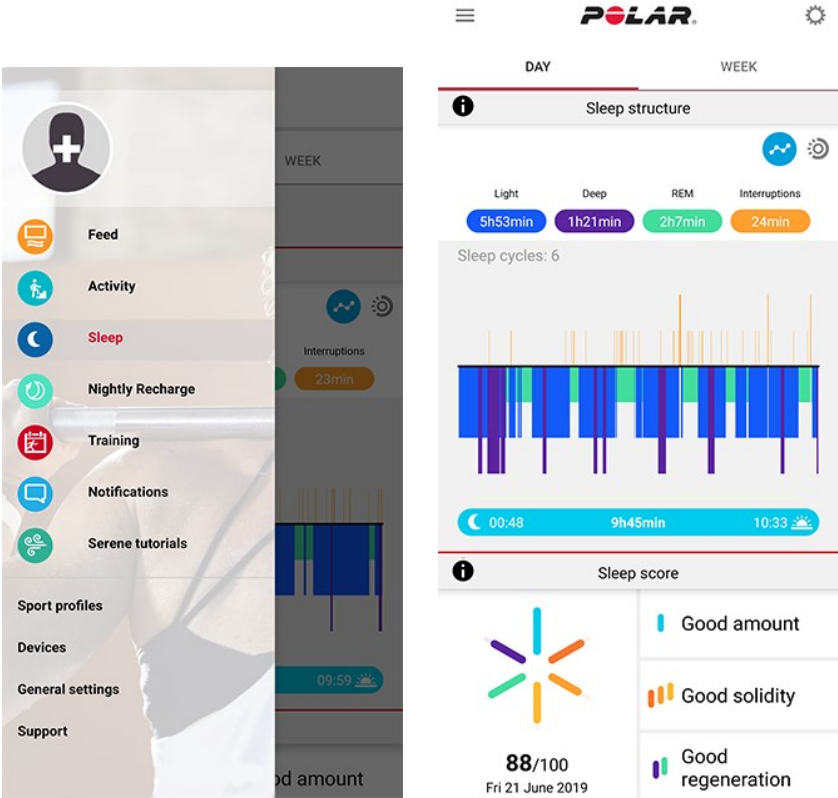 WEEK
Feed
Activity
Sleep
Interruptions
Nightly Recharge
23min
Training
Notifications
Serene tutorials
Sport profiles
Devices
General settings
09:59
Support
od amount
POLAR.
DAY
WEEK
Sleep structure
Light
Deep
REM
Interruptions
5h53min
1h21min
2h7min
24min
Sleep cycles: 6
00:48
9h45min
10:33
Sleep score
Good amount
Good solidity
88/100
Fri 21 June 2019
Good
regeneration